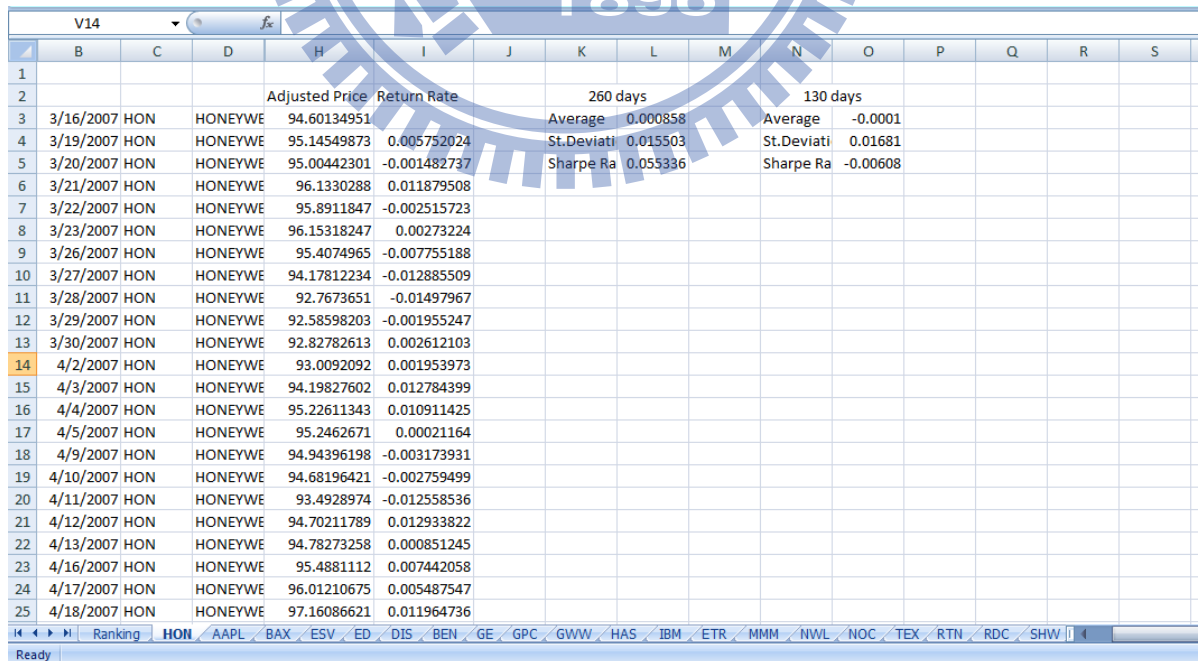 1896
V14 fx
B C D H I J K L M N O P Q R S
1
2 Adjusted Price Return Rate 260 days 130 days
3 3/16/2007 HON HONEYWE 94.60134951 Average 0.000858 Average -0.0001
4 3/19/2007 HON HONEYWE 95.14549873 0.005752024 St.Deviati 0.015503 St.Deviati 0.01681
5 3/20/2007 HON HONEYWE 95.00442301 -0.001482737 Sharpe Ra 0.055336 Sharpe Ra -0.00608
6 3/21/2007 HON HONEYWE 96.1330288 0.011879508
7 3/22/2007 HON HONEYWE 95.8911847 -0.002515723
8 3/23/2007 HON HONEYWE 96.15318247 0.00273224
9 3/26/2007 HON HONEYWE 95.4074965 -0.007755188
10 3/27/2007 HON HONEYWE 94.17812234 -0.012885509
11 3/28/2007 HON HONEYWE 92.7673651 -0.01497967
12 3/29/2007 HON HONEYWE 92.58598203 -0.001955247
13 3/30/2007 HON HONEYWE 92.82782613 0.002612103
14 4/2/2007 HON HONEYWE 93.0092092 0.001953973
15 4/3/2007 HON HONEYWE 94.19827602 0.012784399
16 4/4/2007 HON HONEYWE 95.22611343 0.010911425
17 4/5/2007 HON HONEYWE 95.2462671 0.00021164
18 4/9/2007 HON HONEYWE 94.94396198 -0.003173931
19 4/10/2007 HON HONEYWE 94.68196421 -0.002759499
20 4/11/2007 HON HONEYWE 93.4928974 -0.012558536
21 4/12/2007 HON HONEYWE 94.70211789 0.012933822
22 4/13/2007 HON HONEYWE 94.78273258 0.000851245
23 4/16/2007 HON HONEYWE 95.4881112 0.007442058
24 4/17/2007 HON HONEYWE 96.01210675 0.005487547
25 4/18/2007 HON HONEYWE 97.16086621 0.011964736
Ranking HON AAPL BAX ESV ED DIS BEN GE GPC GWW HAS IBM ETR MMM NWL NOC TEX RTN RDC SHW
Ready